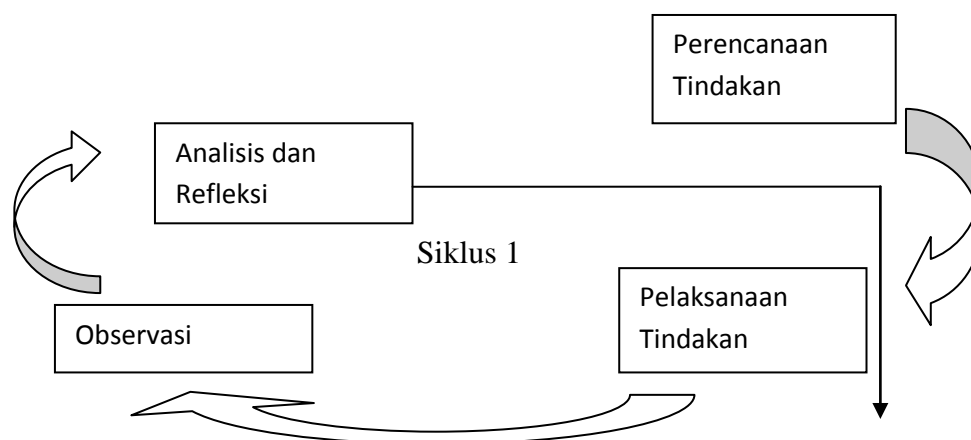 Perencanaan
Tindakan
Analisis dan
Refleksi
Siklus 1
Pelaksanaan
Tindakan
Observasi